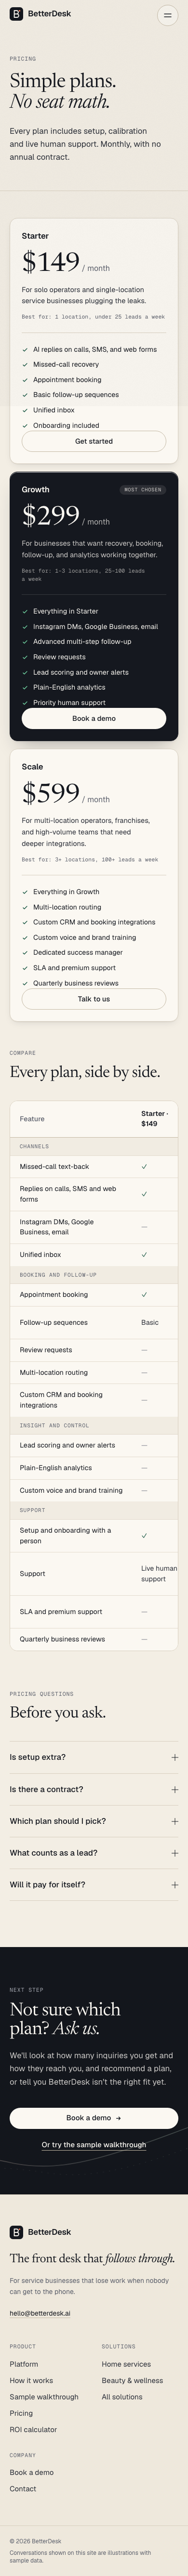 BetterDesk
PRICING
Simple plans.
No seat math.
Every plan includes setup, calibration
and live human support. Monthly, with no
annual contract.
Starter
$149 / month
For solo operators and single-location
service businesses plugging the leaks.
Best for: 1 location, under 25 leads a week
AI replies on calls, SMS, and web forms
Missed-call recovery
Appointment booking
Basic follow-up sequences
Unified inbox
Onboarding included
Get started
Growth
MOST CHOSEN
$299 / month
For businesses that want recovery, booking,
follow-up, and analytics working together.
Best for: 1–3 locations, 25–100 leads
a week
Everything in Starter
Instagram DMs, Google Business, email
Advanced multi-step follow-up
Review requests
Lead scoring and owner alerts
Plain-English analytics
Priority human support
Book a demo
Scale
$599 / month
For multi-location operators, franchises,
and high-volume teams that need
deeper integrations.
Best for: 3+ locations, 100+ leads a week
Everything in Growth
Multi-location routing
Custom CRM and booking integrations
Custom voice and brand training
Dedicated success manager
SLA and premium support
Quarterly business reviews
Talk to us
COMPARE
Every plan, side by side.
Feature
Starter ·
$149
CHANNELS
Missed-call text-back ✓
Replies on calls, SMS and web
forms ✓
Instagram DMs, Google
Business, email —
Unified inbox ✓
BOOKING AND FOLLOW-UP
Appointment booking ✓
Follow-up sequences Basic
Review requests —
Multi-location routing —
Custom CRM and booking
integrations —
INSIGHT AND CONTROL
Lead scoring and owner alerts —
Plain-English analytics —
Custom voice and brand training —
SUPPORT
Setup and onboarding with a
person ✓
Support Live human
support
SLA and premium support —
Quarterly business reviews —
PRICING QUESTIONS
Before you ask.
Is setup extra?
Is there a contract?
Which plan should I pick?
What counts as a lead?
Will it pay for itself?
NEXT STEP
Not sure which
plan? Ask us.
We'll look at how many inquiries you get and
how they reach you, and recommend a plan,
or tell you BetterDesk isn't the right fit yet.
Book a demo →
Or try the sample walkthrough
BetterDesk
The front desk that follows through.
For service businesses that lose work when nobody
can get to the phone.
hello@betterdesk.ai
PRODUCT
Platform
How it works
Sample walkthrough
Pricing
ROI calculator
SOLUTIONS
Home services
Beauty & wellness
All solutions
COMPANY
Book a demo
Contact
© 2026 BetterDesk
Conversations shown on this site are illustrations with
sample data.